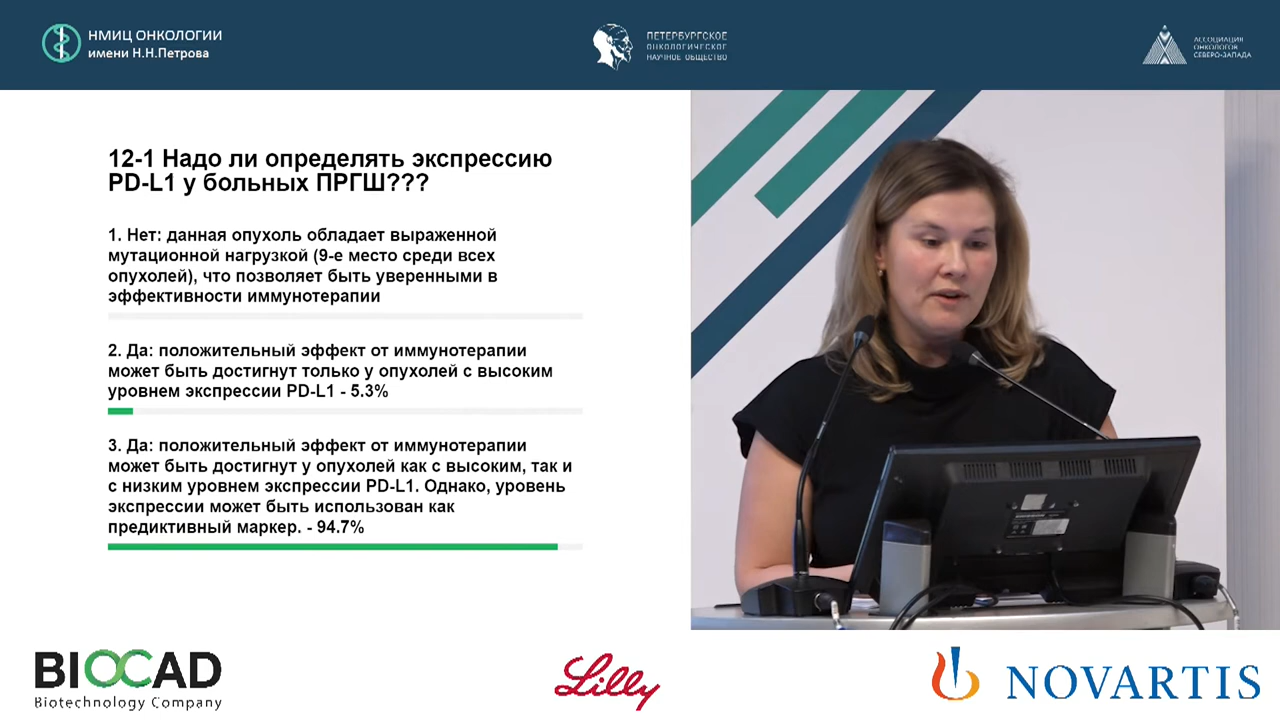 НМИЦ ОНКОЛОГИИ
имени Н.Н.Петрова
ПЕТЕРБУРГСКОЕ
ОНКОЛОГИЧЕСКОЕ
НАУЧНОЕ ОБЩЕСТВО
АССОЦИАЦИЯ
ОНКОЛОГОВ
СЕВЕРО-ЗАПАДА
12-1 Надо ли определять экспрессию
PD-L1 у больных ПРГШ???
1. Нет: данная опухоль обладает выраженной
мутационной нагрузкой (9-е место среди всех
опухолей), что позволяет быть уверенными в
эффективности иммунотерапии
2. Да: положительный эффект от иммунотерапии
может быть достигнут только у опухолей с высоким
уровнем экспрессии PD-L1 - 5.3%
3. Да: положительный эффект от иммунотерапии
может быть достигнут у опухолей как с высоким, так и
с низким уровнем экспрессии PD-L1. Однако, уровень
экспрессии может быть использован как
предиктивный маркер. - 94.7%
BIOCAD
Biotechnology Company
Lilly
NOVARTIS